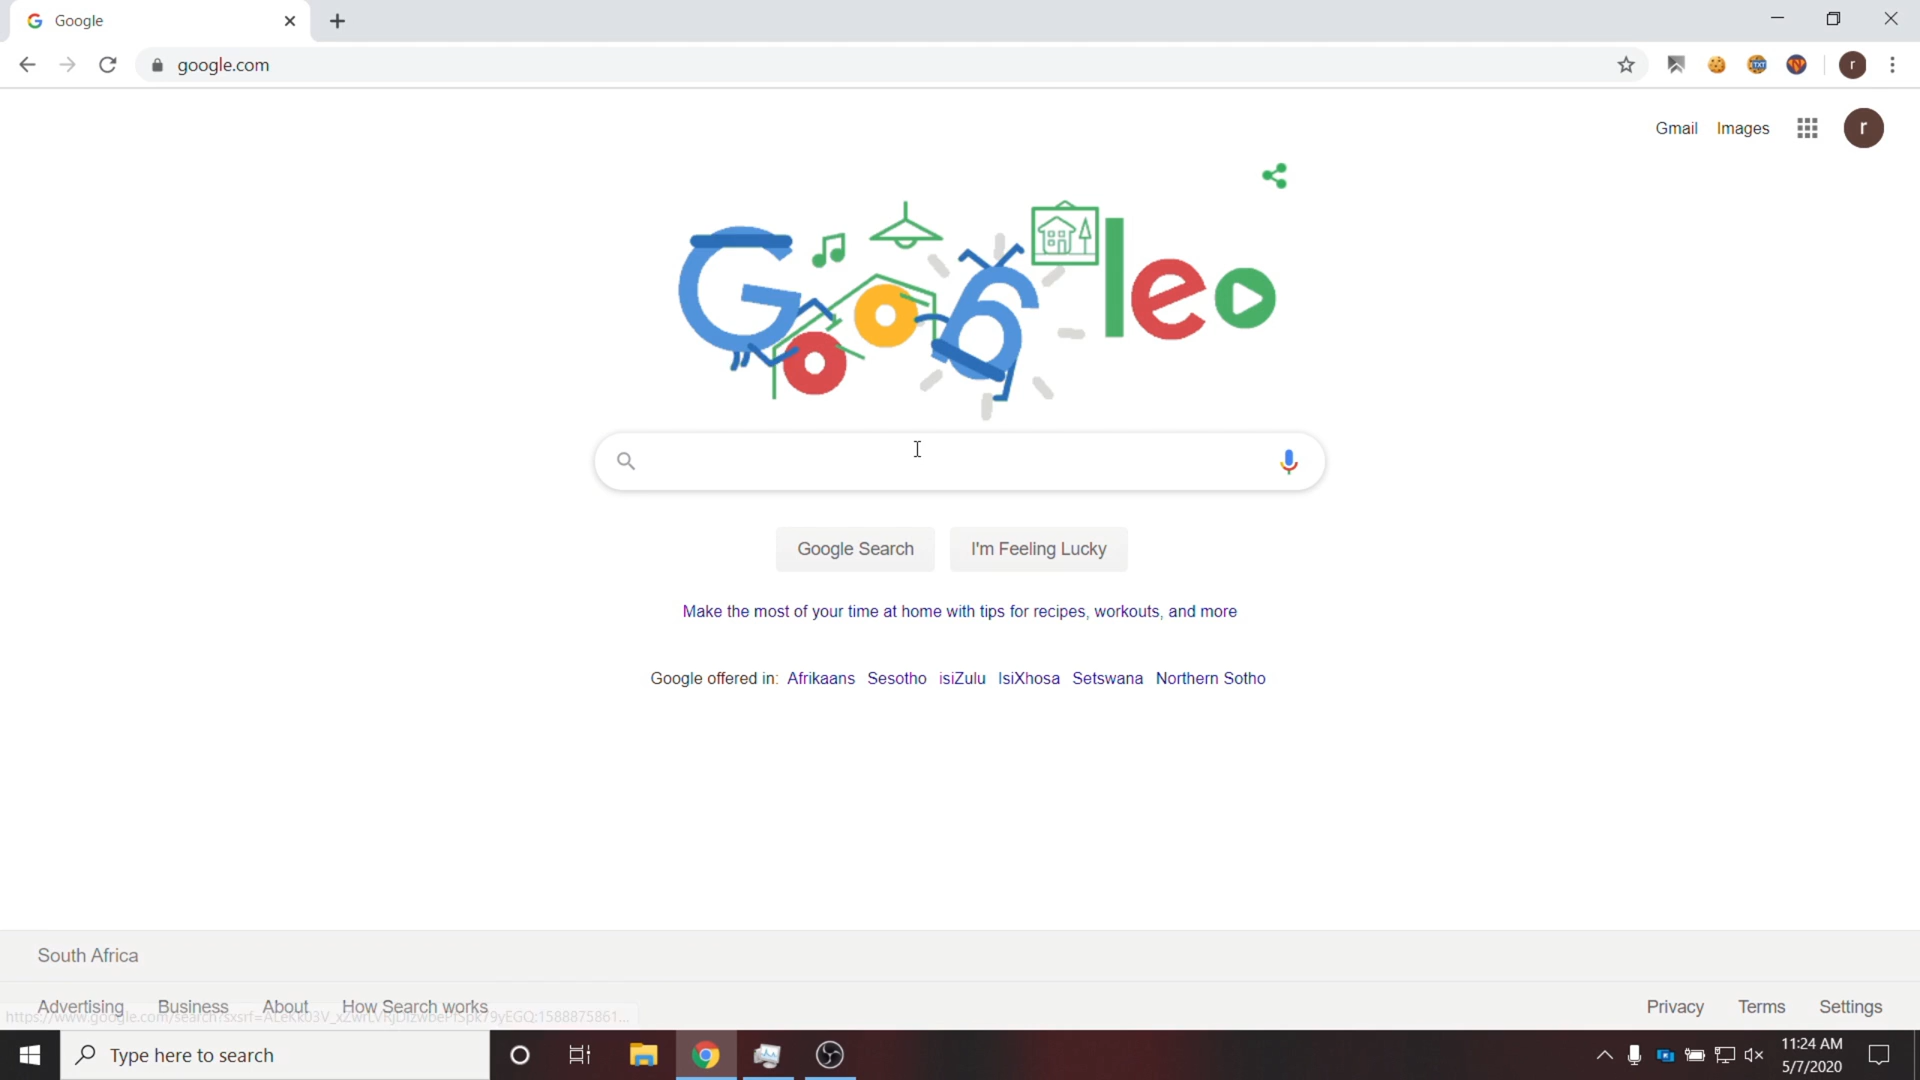 Google
google.com
r
Gmail Images
r
Google
Google Search I'm Feeling Lucky
Make the most of your time at home with tips for recipes, workouts, and more
Google offered in: Afrikaans Sesotho isiZulu IsiXhosa Setswana Northern Sotho
South Africa
Advertising Business About How Search works
Privacy Terms Settings
Type here to search
11:24 AM
5/7/2020